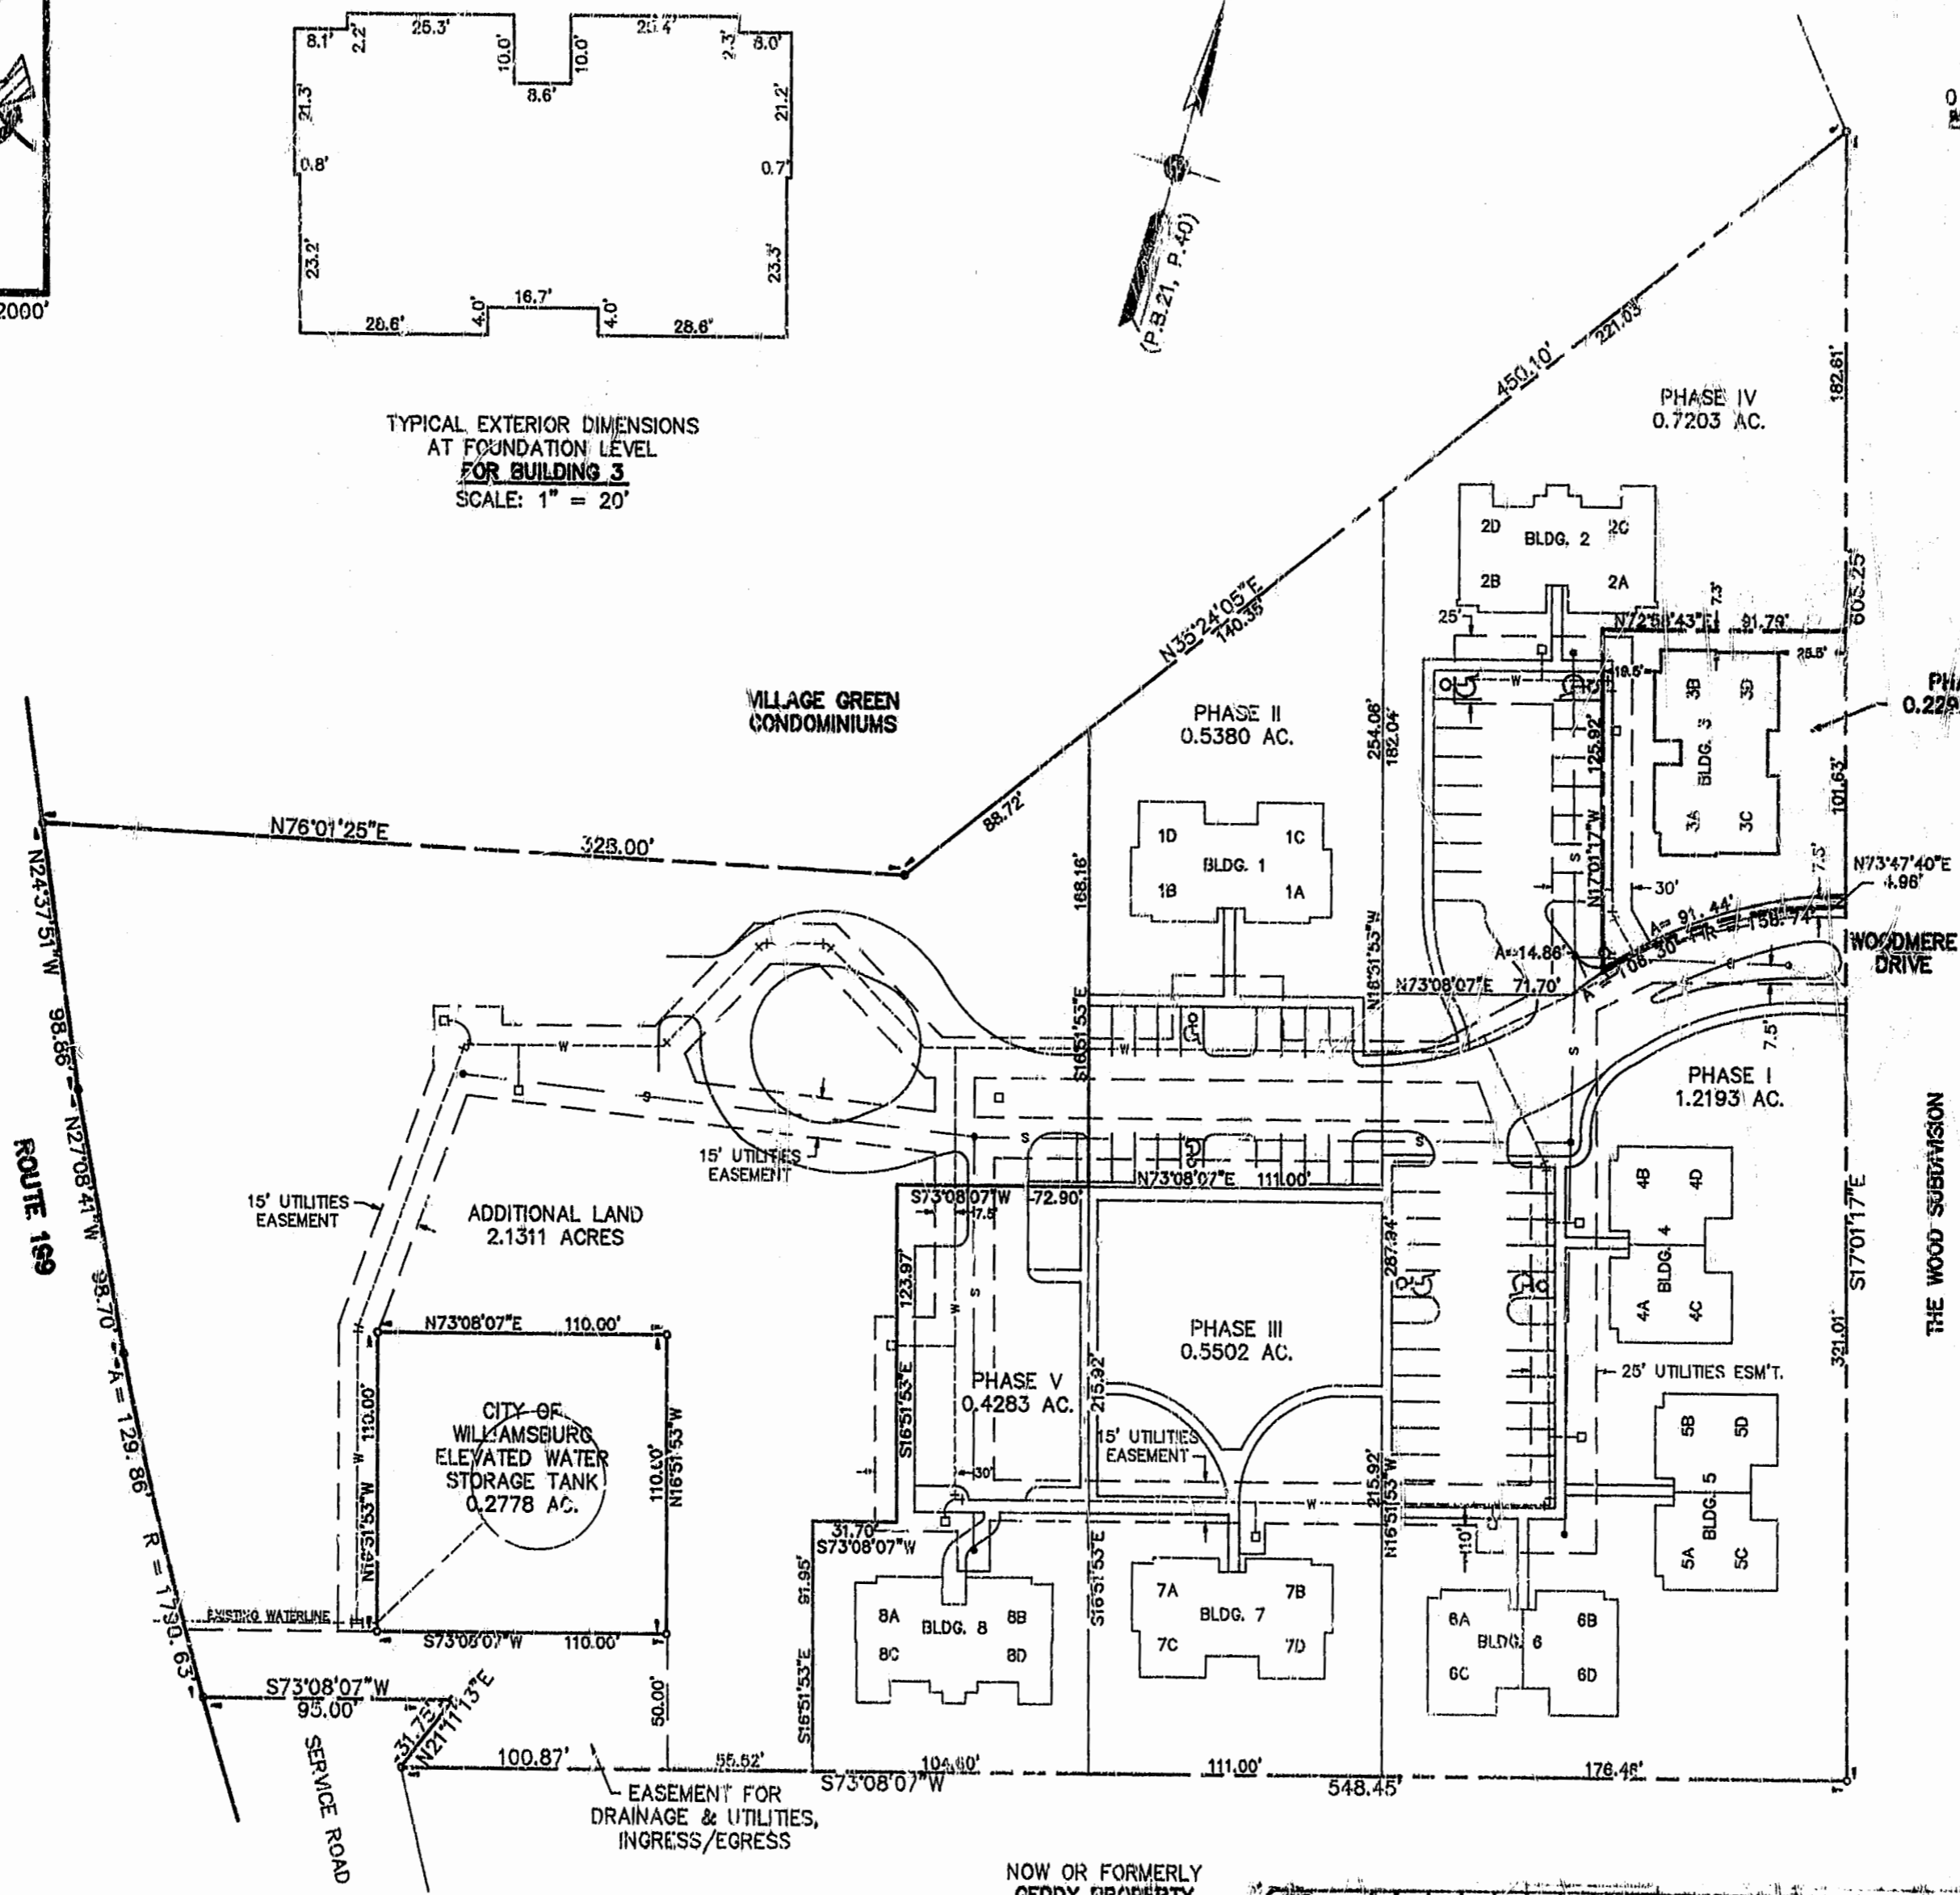 2000'
8.1'
2.2'
10.0'
10.0'
2.3'
21.3'
8.6'
21.2'
0.8'
0.7'
23.2'
23.3'
16.7'
4.0'
4.0'
28.6'
28.6'
TYPICAL EXTERIOR DIMENSIONS
AT FOUNDATION LEVEL
FOR BUILDING 3
SCALE: 1" = 20'
(P.B.21, P.40)
221.03'
450.10'
N35°24'05"E
140.35'
88.72'
PHASE IV
0.7203 AC.
182.61'
2D
2C
BLDG. 2
2B
2A
25'
7.3'
91.79'
19.5'
3B
3D
BLDG. 3
3A
3C
0.229
101.63'
VILLAGE GREEN
CONDOMINIUMS
PHASE II
0.5380 AC.
254.08'
182.04'
125.92'
N17°01'17"W
1D
1C
BLDG. 1
1B
1A
168.16'
S
30'
7.5'
N73°47'40"E
4.96'
A= 91.44'
A=14.86'
R = 158.74'
WOODMERE
DRIVE
N73°08'07"E 71.70'
S16°51'53"E
N76°01'25"E
328.00'
N24°37'51"W 98.86'
N27°08'41"W 98.70'
A = 129.86' R = 1790.63'
ROUTE 199
W
W
W
S
S
S
S
7.5'
PHASE I
1.2193 AC.
THE WOOD SUBDIVISION
S17°01'17"E
321.01'
15' UTILITIES
EASEMENT
15' UTILITIES
EASEMENT
ADDITIONAL LAND
2.1311 ACRES
S73°08'07"W
72.90'
7.5'
N73°08'07"E 111.00'
4B
4D
BLDG. 4
4A
4C
287.94'
123.97'
S16°51'53"E
W
S
PHASE III
0.5502 AC.
PHASE V
0.4283 AC.
215.92'
25' UTILITIES ESM'T.
N73°08'07"E 110.00'
110.00'
W
CITY OF
WILLIAMSBURG
ELEVATED WATER
STORAGE TANK
0.2778 AC.
110.00'
N16°51'53"W
15' UTILITIES
EASEMENT
30'
W
215.92'
N16°51'53"W
10'
5B
5D
BLDG. 5
5A
5C
31.70'
S73°08'07"W
91.95'
S16°51'53"E
S16°51'53"E
8A
8B
BLDG. 8
8C
8D
7A
7B
BLDG. 7
7C
7D
6A
6B
BLDG. 6
6C
6D
EXISTING WATERLINE
S73°08'07"W 110.00'
50.00'
S73°08'07"W
95.00'
31.75'
N21°11'13"E
SERVICE ROAD
100.87'
104.60'
111.00'
176.46'
S73°08'07"W
548.45'
EASEMENT FOR
DRAINAGE & UTILITIES,
INGRESS/EGRESS
NOW OR FORMERLY